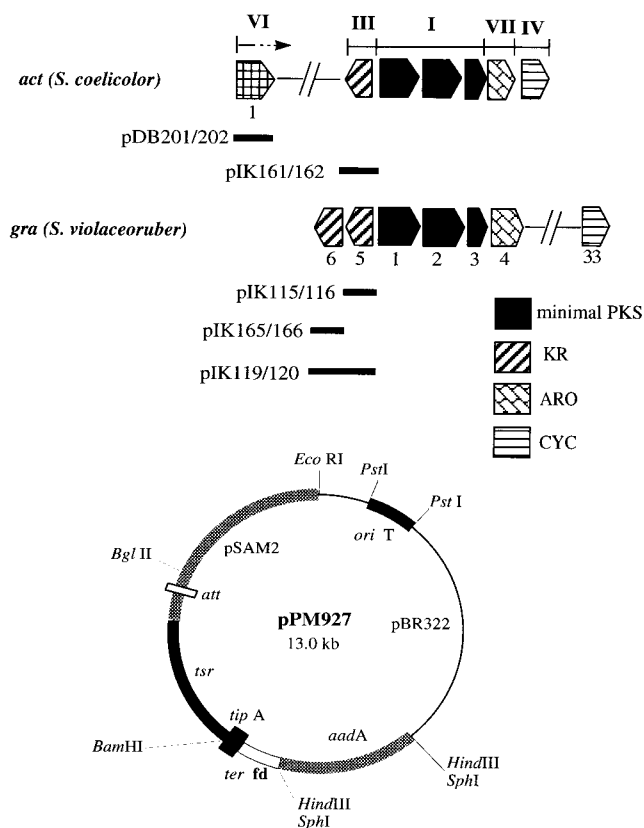 VI III I VII IV
act (S. coelicolor)
1
pDB201/202
pIK161/162
gra (S. violaceoruber)
6 5 1 2 3 4 33
pIK115/116
pIK165/166
pIK119/120
minimal PKS
KR
ARO
CYC
Eco RI
PstI
Pst I
ori T
pSAM2
Bgl II
att
pPM927
13.0 kb
pBR322
tsr
tip A
aadA
BamHI
ter fd
HindIII
SphI
HindIII
SphI